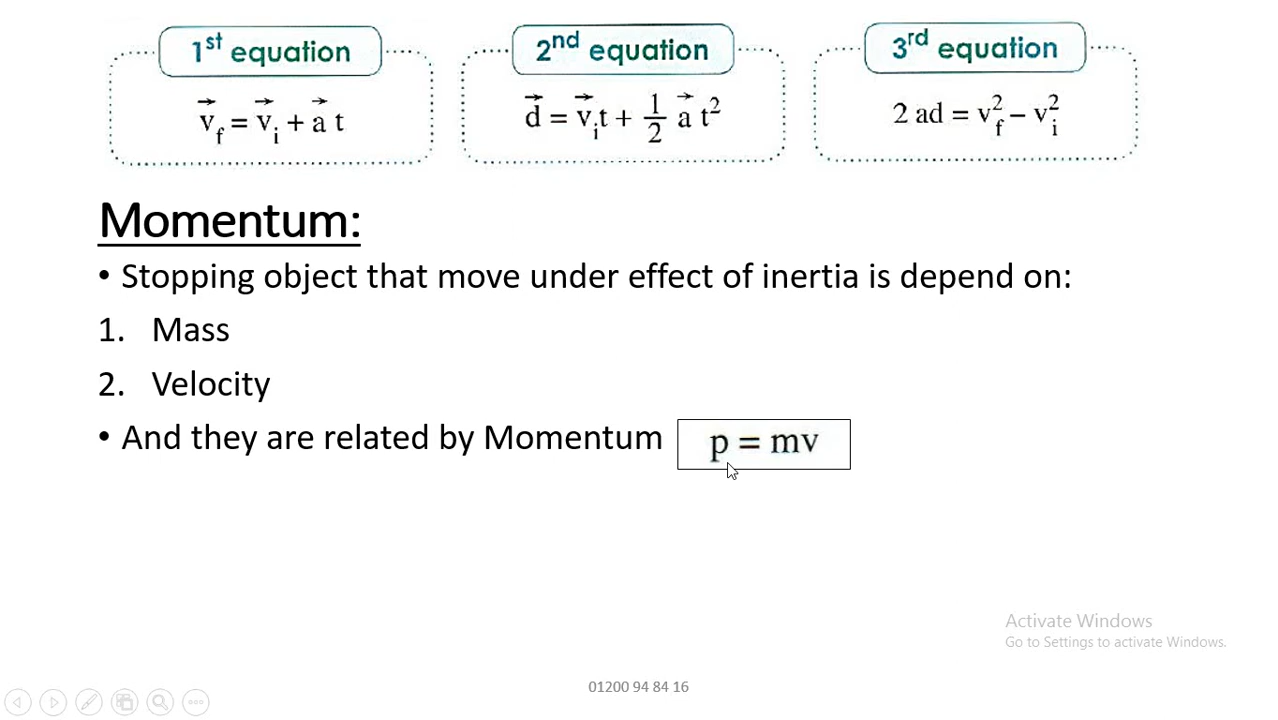 1st equation
2nd equation
3rd equation
v⃗f = v⃗i + a⃗ t
d⃗ = v⃗it + 1/2 a⃗ t²
2 ad = vf² – vi²
Momentum:
• Stopping object that move under effect of inertia is depend on:
1. Mass
2. Velocity
• And they are related by Momentum p = mv
Activate Windows
Go to Settings to activate Windows.
01200 94 84 16